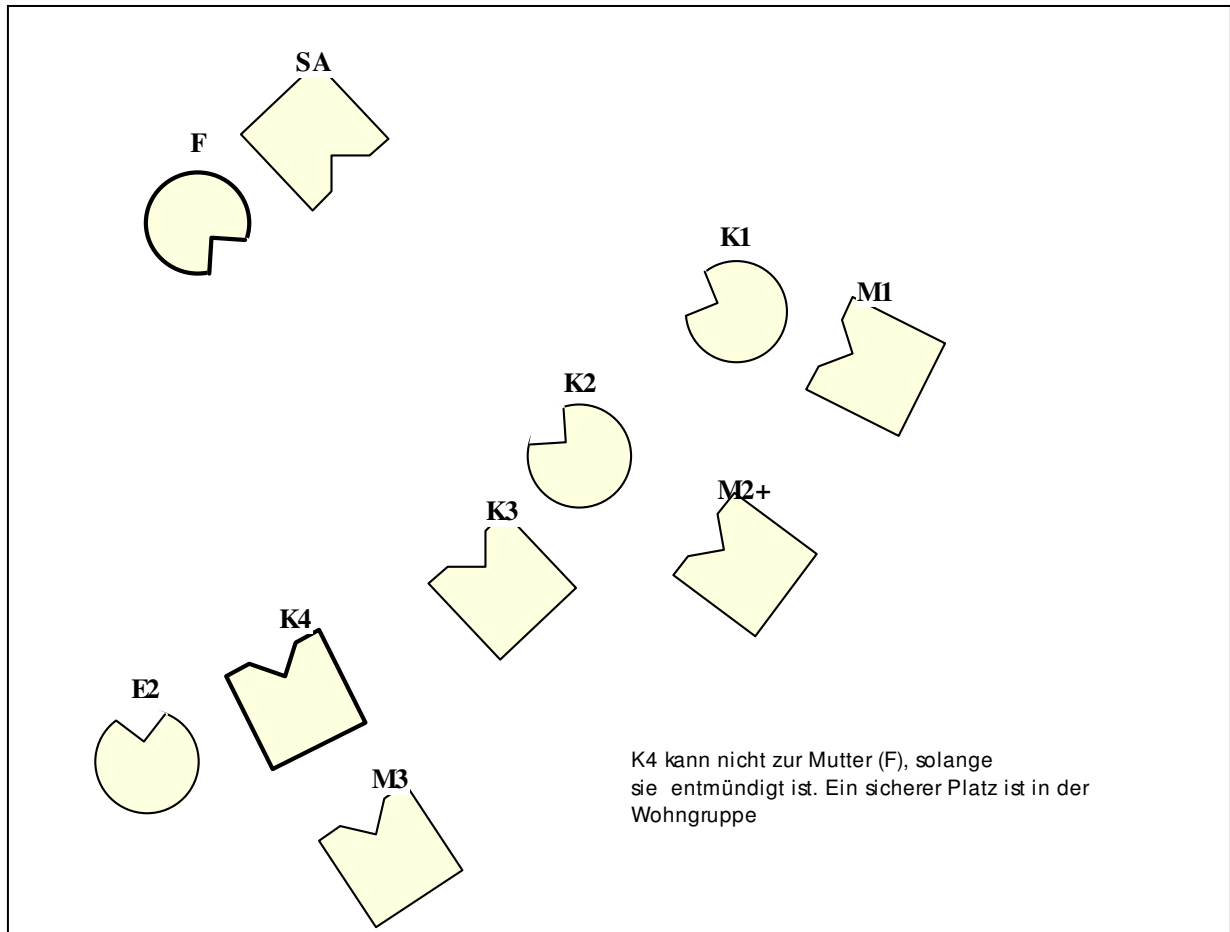 SA
F
K1
M1
K2
M2+
K3
K4
E2
M3
K4 kann nicht zur Mutter (F), solange
sie entmündigt ist. Ein sicherer Platz ist in der
Wohngruppe